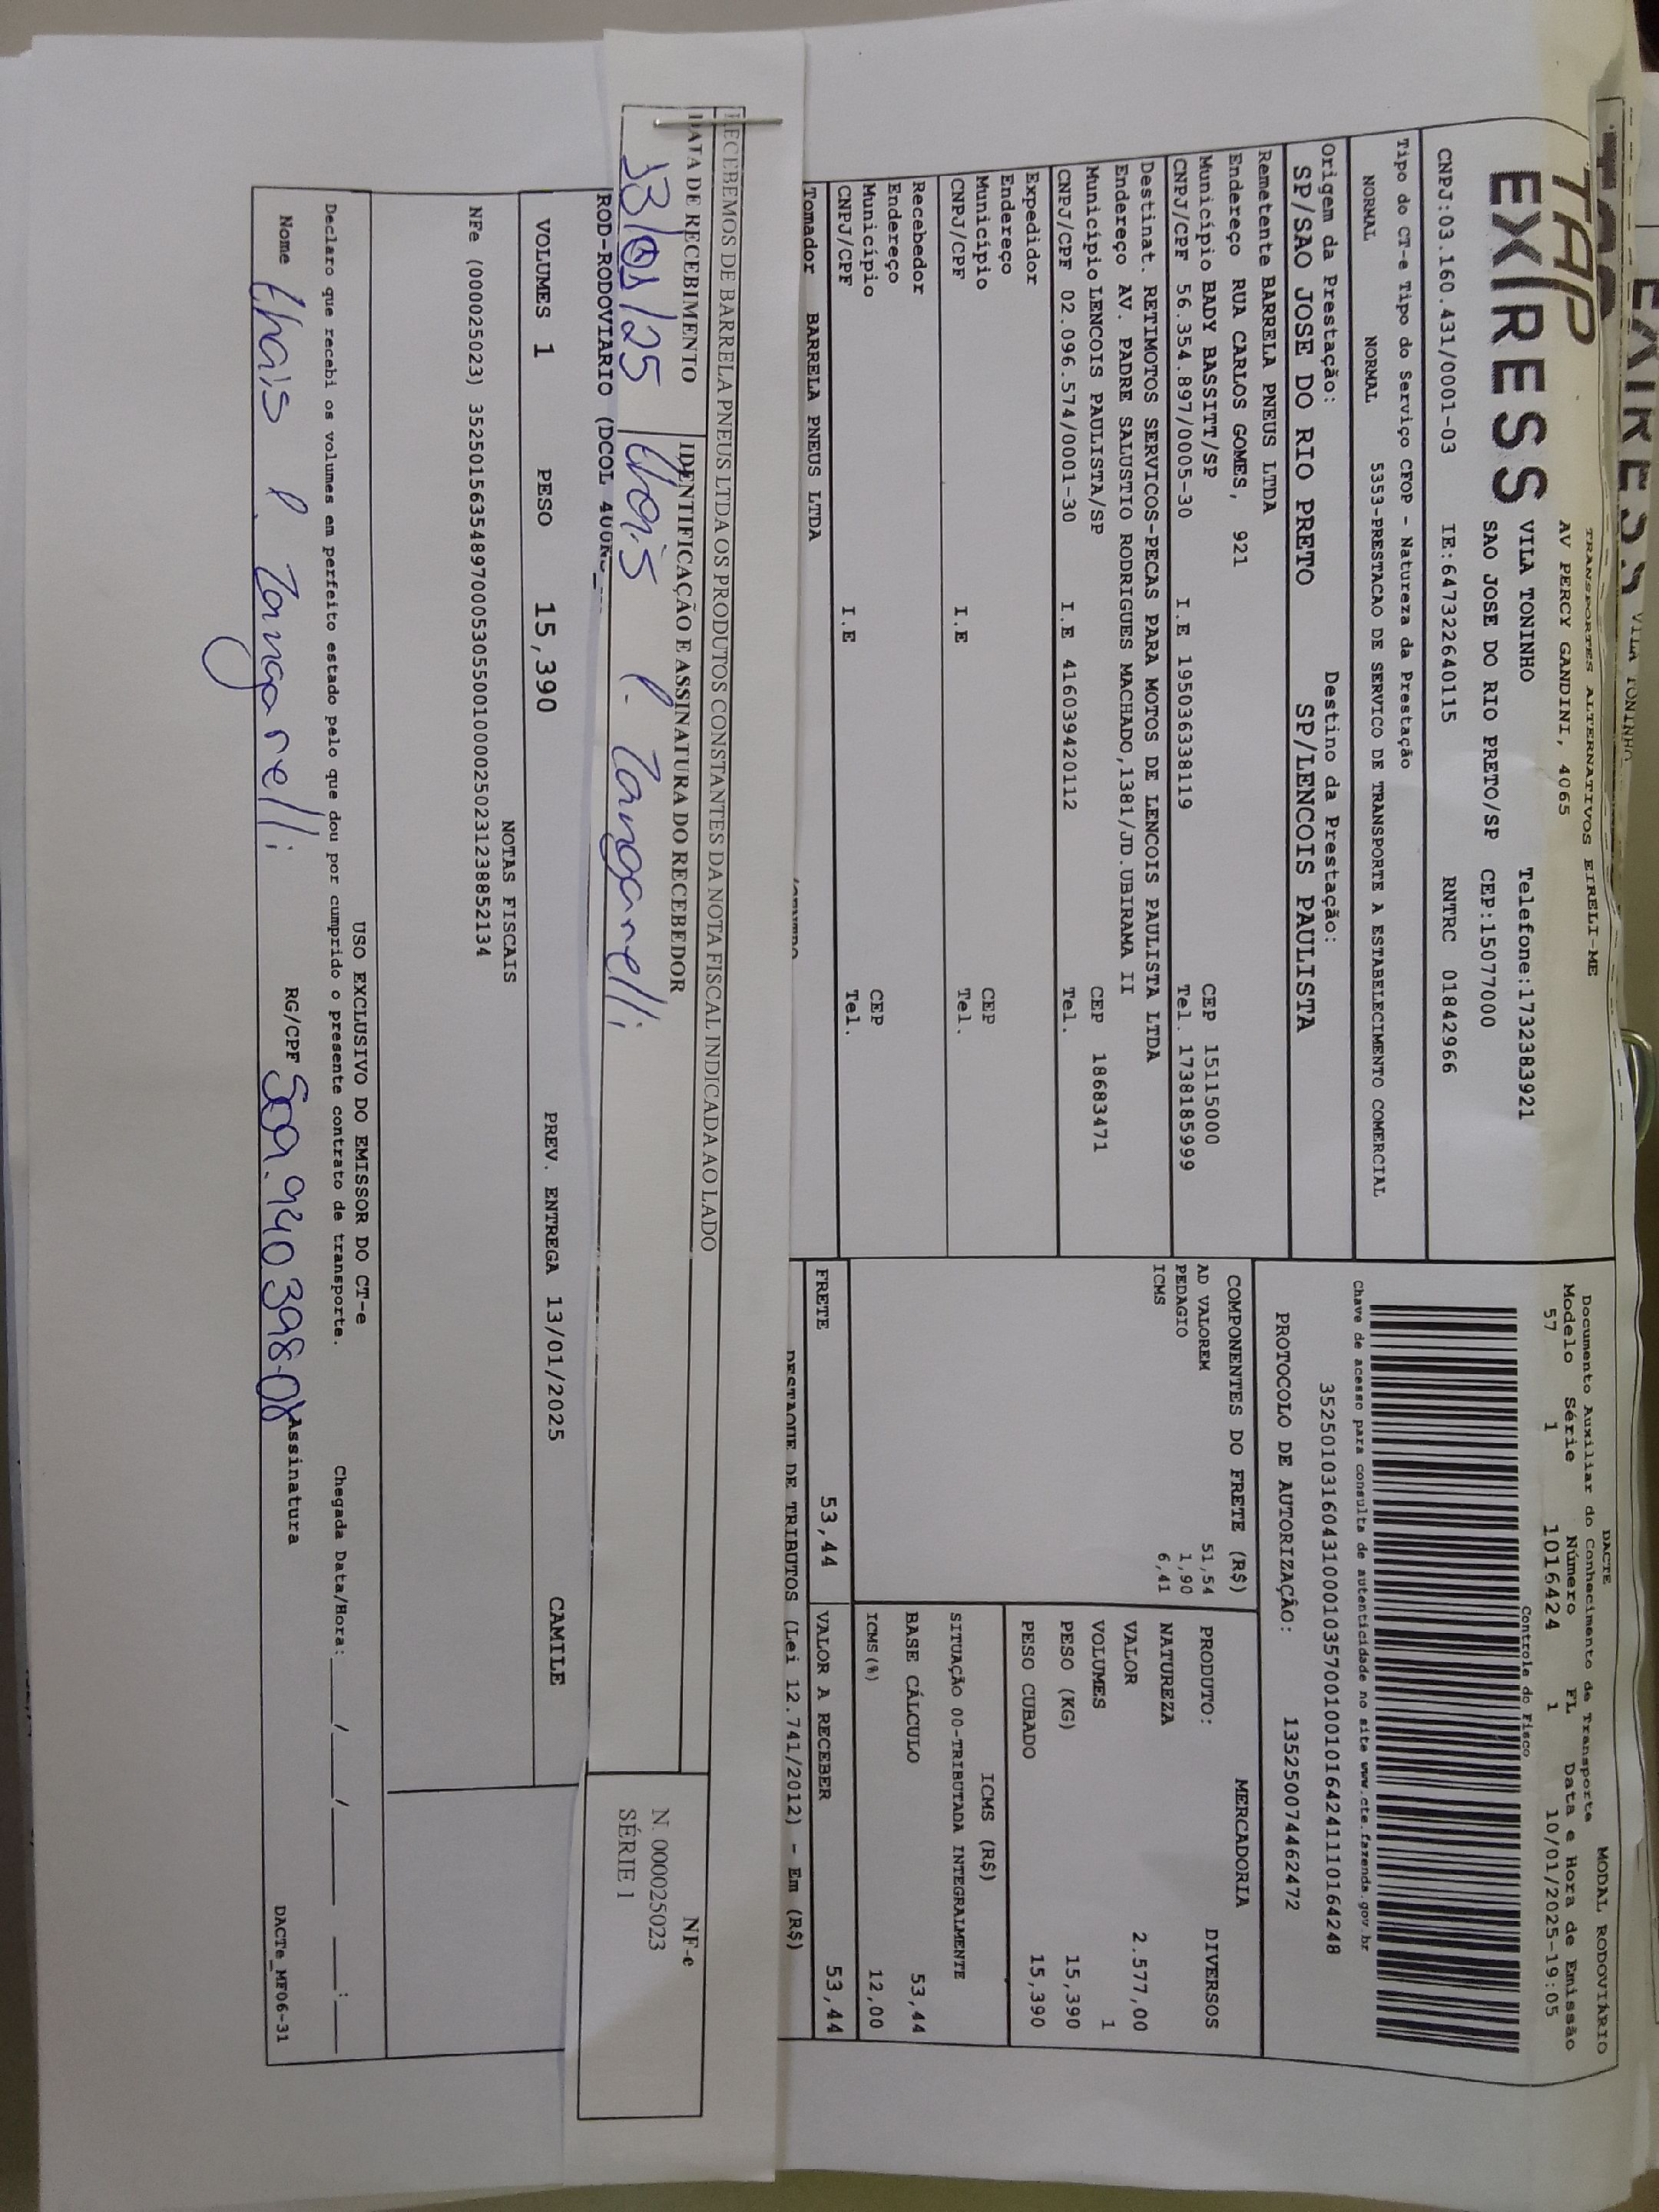 TAP
EXPRESS
TRANSPORTES ALTERNATIVOS EIRELI-ME
AV PERCY GANDINI, 4065
VILA TONINHO Telefone:1732383921
SAO JOSE DO RIO PRETO/SP CEP:15077000
CNPJ:03.160.431/0001-03 IE:647322640115 RNTRC 01842966
Tipo do CT-e Tipo do Serviço CFOP - Natureza da Prestação
NORMAL NORMAL 5353-PRESTACAO DE SERVICO DE TRANSPORTE A ESTABELECIMENTO COMERCIAL
Origem da Prestação: Destino da Prestação:
SP/SAO JOSE DO RIO PRETO SP/LENCOIS PAULISTA
Remetente BARRELA PNEUS LTDA
Endereço RUA CARLOS GOMES, 921
Município BADY BASSITT/SP CEP 15115000
CNPJ/CPF 56.354.897/0005-30 I.E 195036338119 Tel. 1738185999
Destinat. RETIMOTOS SERVICOS-PECAS PARA MOTOS DE LENCOIS PAULISTA LTDA
Endereço AV. PADRE SALUSTIO RODRIGUES MACHADO,1381/JD.UBIRAMA II
Município LENCOIS PAULISTA/SP CEP 18683471
CNPJ/CPF 02.096.574/0001-30 I.E 416039420112 Tel.
Expedidor
Endereço
Município CEP
CNPJ/CPF I.E Tel.
Recebedor
Endereço
Município CEP
CNPJ/CPF I.E Tel.
Tomador BARRELA PNEUS LTDA
DACTE MODAL RODOVIÁRIO
Documento Auxiliar do Conhecimento de Transporte
Modelo Série Número FL Data e Hora de Emissão
57 1 1016424 1 10/01/2025-19:05
Controle do Fisco
Chave de acesso para consulta de autenticidade no site www.cte.fazenda.gov.br
35250103160431000103570010010164241110164248
PROTOCOLO DE AUTORIZAÇÃO: 135250074462472
COMPONENTES DO FRETE (R$)
AD VALOREM 51,54
PEDAGIO 1,90
ICMS 6,41
MERCADORIA
PRODUTO: DIVERSOS
NATUREZA
VALOR 2.577,00
VOLUMES 1
PESO (KG) 15,390
PESO CUBADO 15,390
ICMS (R$)
SITUAÇÃO 00-TRIBUTADA INTEGRALMENTE
BASE CÁLCULO 53,44
ICMS(%) 12,00
FRETE 53,44 VALOR A RECEBER 53,44
DESTAQUE DE TRIBUTOS (Lei 12.741/2012) - Em (R$)
RECEBEMOS DE BARRELA PNEUS LTDA OS PRODUTOS CONSTANTES DA NOTA FISCAL INDICADA AO LADO
DATA DE RECEBIMENTO IDENTIFICAÇÃO E ASSINATURA DO RECEBEDOR
13/01/25 Thais P. Zangarelli
NF-e
N. 000025023
SÉRIE 1
ROD-RODOVIARIO (DCOL
VOLUMES 1 PESO 15,390 PREV. ENTREGA 13/01/2025 CAMILE
NOTAS FISCAIS
NFe (000025023) 35250156354897000530550010000250231238852134
USO EXCLUSIVO DO EMISSOR DO CT-e
Declaro que recebi os volumes em perfeito estado pelo que dou por cumprido o presente contrato de transporte. Chegada Data/Hora: ___/___/___ __:__
Nome Thais P Zangarelli RG/CPF 509.940.398-08 Assinatura DACTe_MF06-31